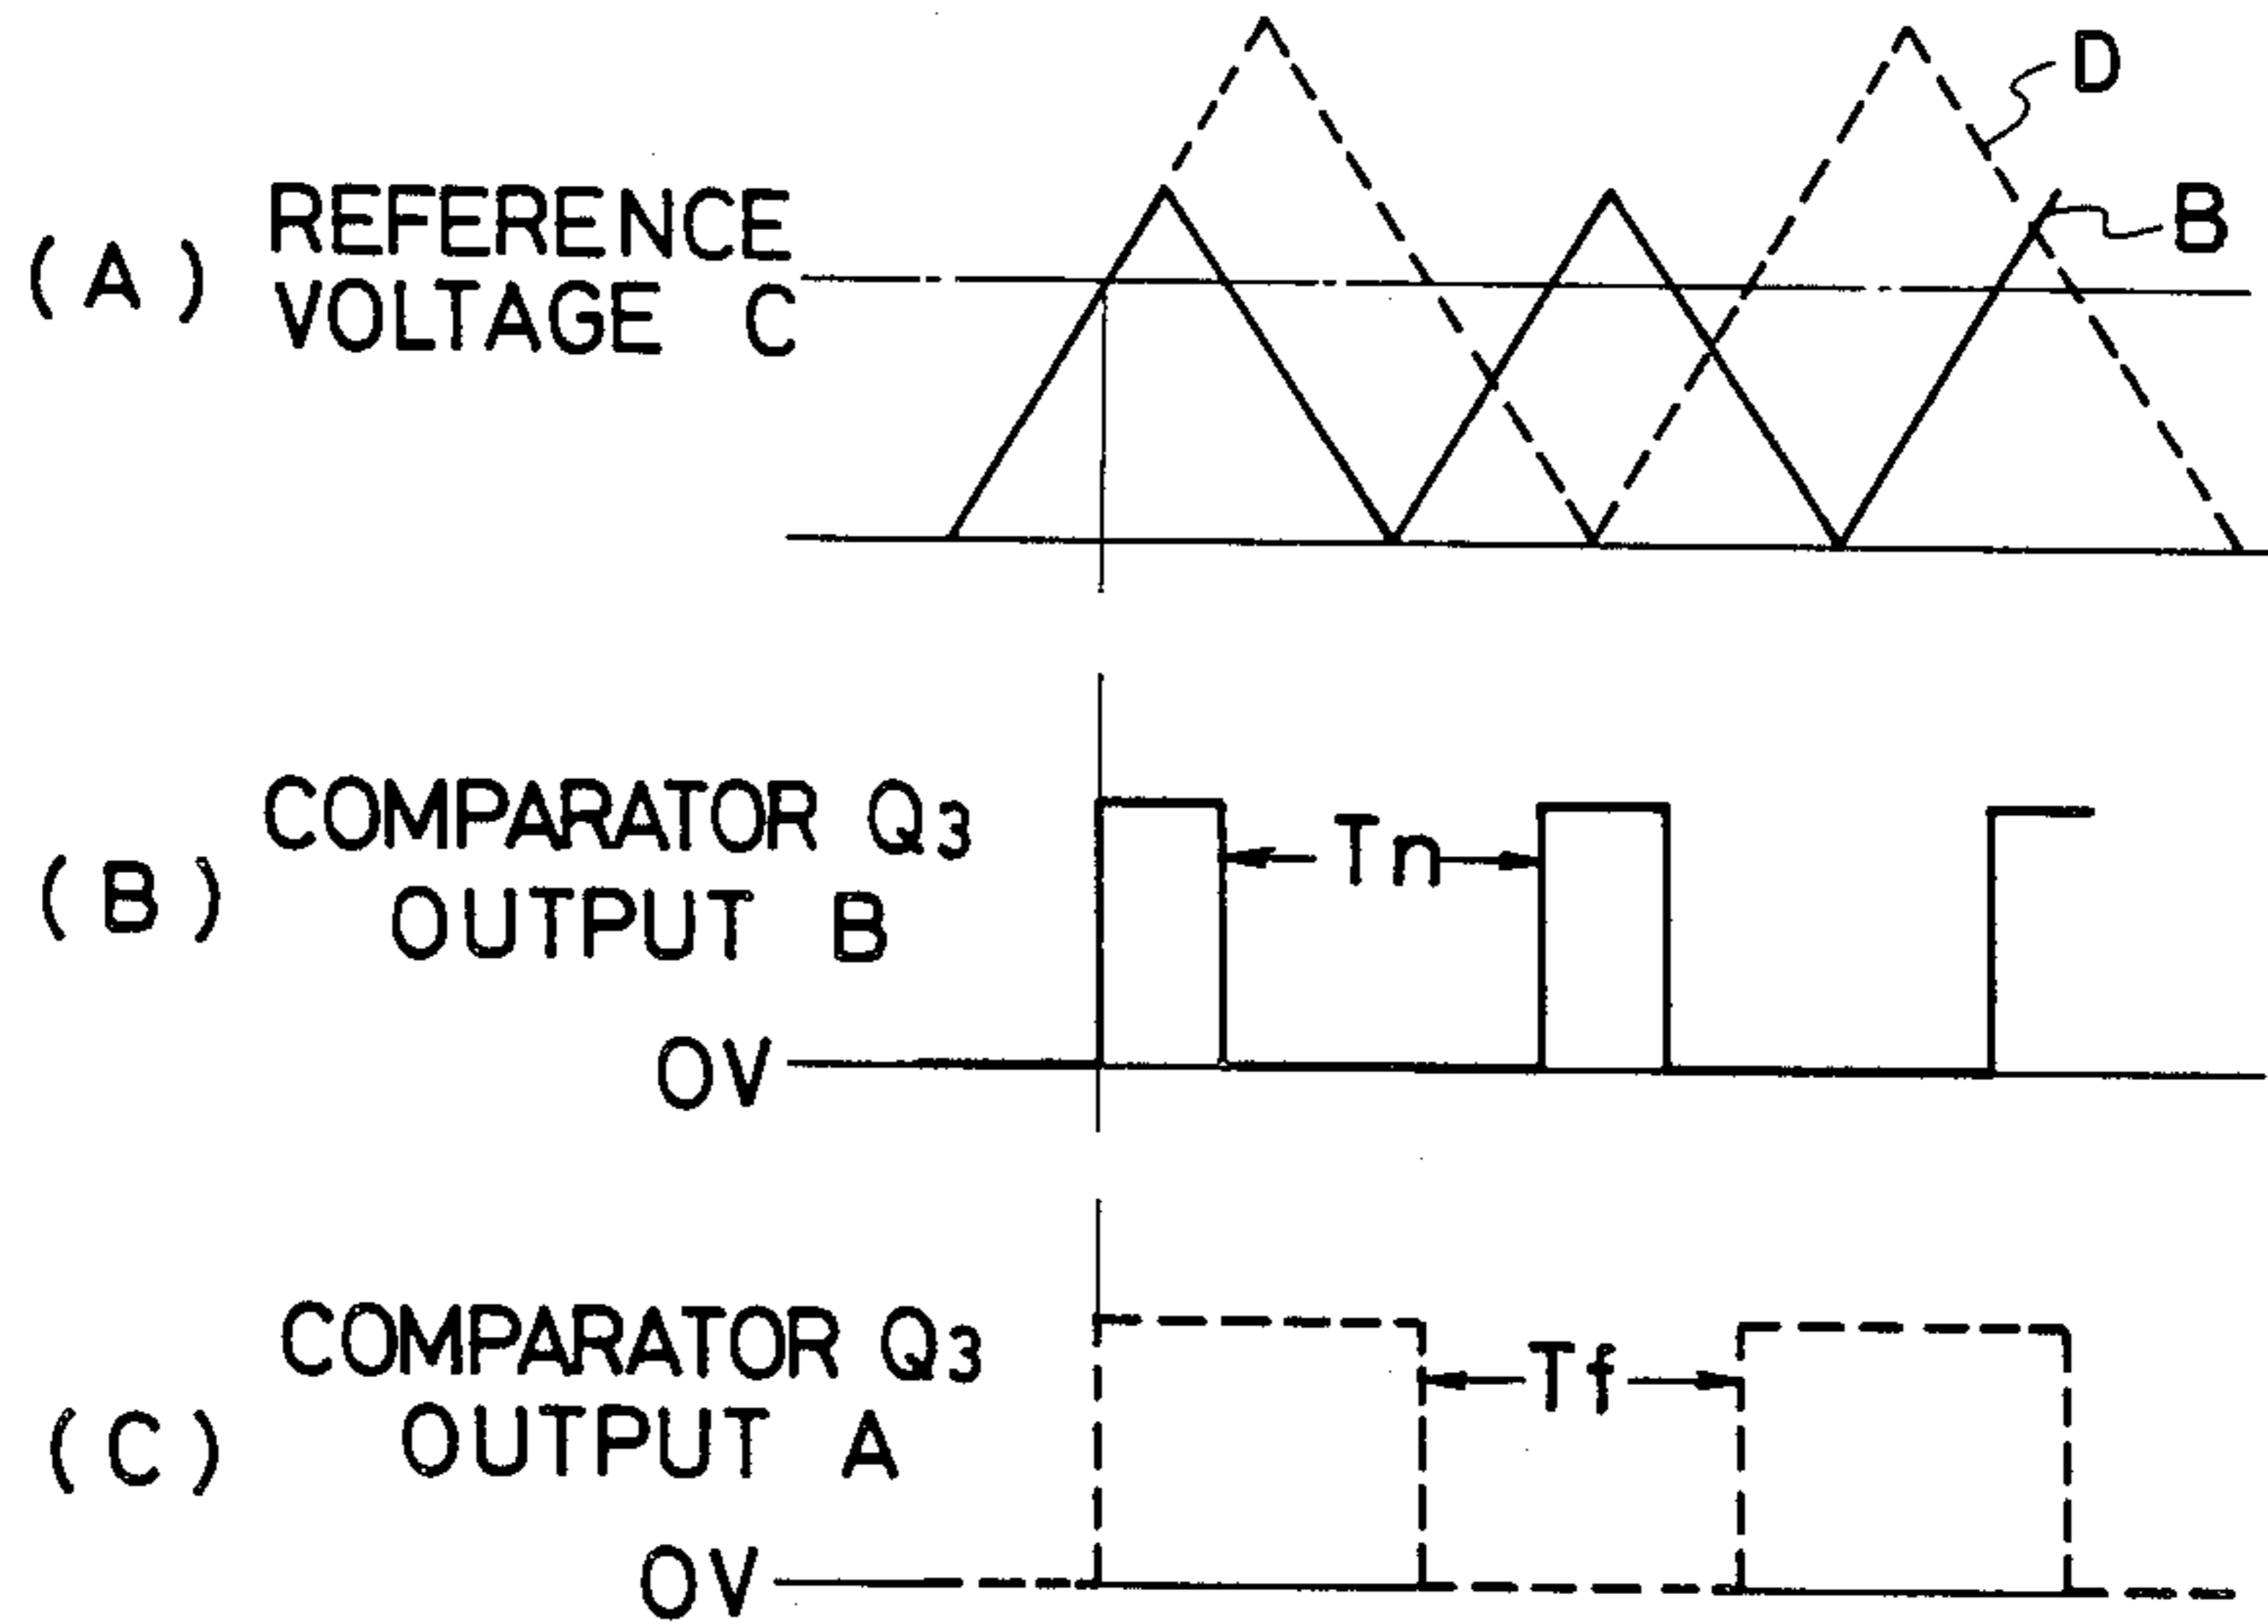 D
B
(A) REFERENCE
VOLTAGE C
COMPARATOR Q3
(B) OUTPUT B
Tn
0V
COMPARATOR Q3
(C) OUTPUT A
Tf
0V